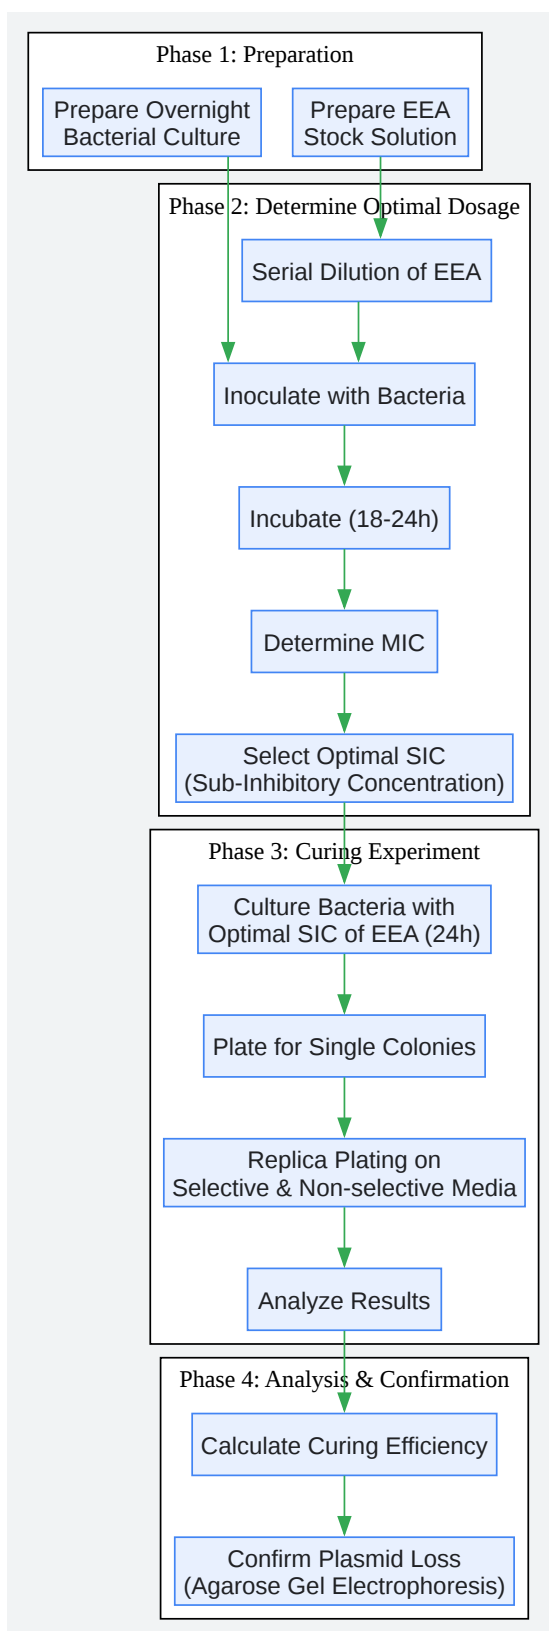 Phase 1: Preparation
Prepare Overnight
Bacterial Culture
Prepare EEA
Stock Solution
Phase 2: Determine Optimal Dosage
Serial Dilution of EEA
Inoculate with Bacteria
Incubate (18-24h)
Determine MIC
Select Optimal SIC
(Sub-Inhibitory Concentration)
Phase 3: Curing Experiment
Culture Bacteria with
Optimal SIC of EEA (24h)
Plate for Single Colonies
Replica Plating on
Selective & Non-selective Media
Analyze Results
Phase 4: Analysis & Confirmation
Calculate Curing Efficiency
Confirm Plasmid Loss
(Agarose Gel Electrophoresis)